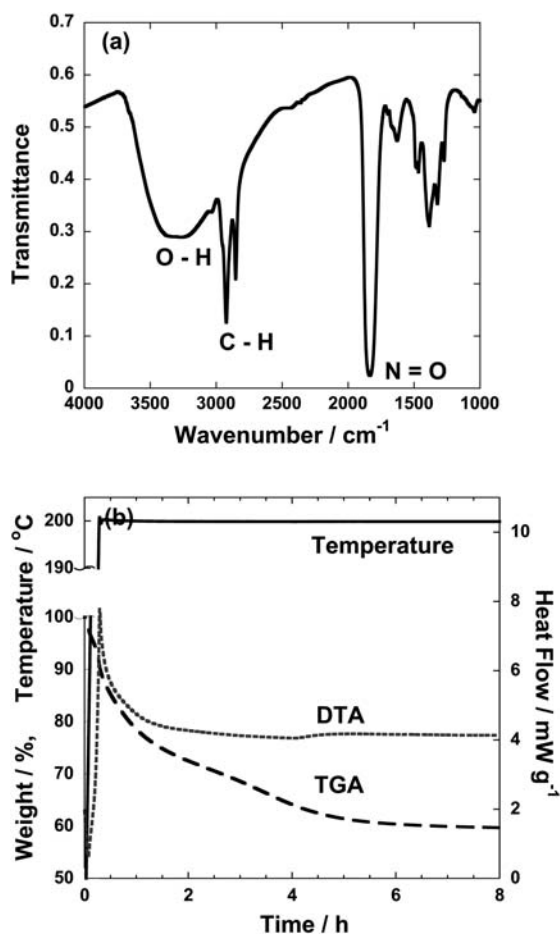 (a)
0.6
0.5
0.4
0.3
0.2
0.1
0
Transmittance
O - H
C - H
N = O
4000 3500 3000 2500 2000 1500 1000
Wavenumber / cm⁻¹
(b)
200
190
100
90
80
70
60
50
Weight / %, Temperature / °C
Temperature
DTA
TGA
10
8
6
4
2
0
Heat Flow / mW g⁻¹
0 2 4 6 8
Time / h